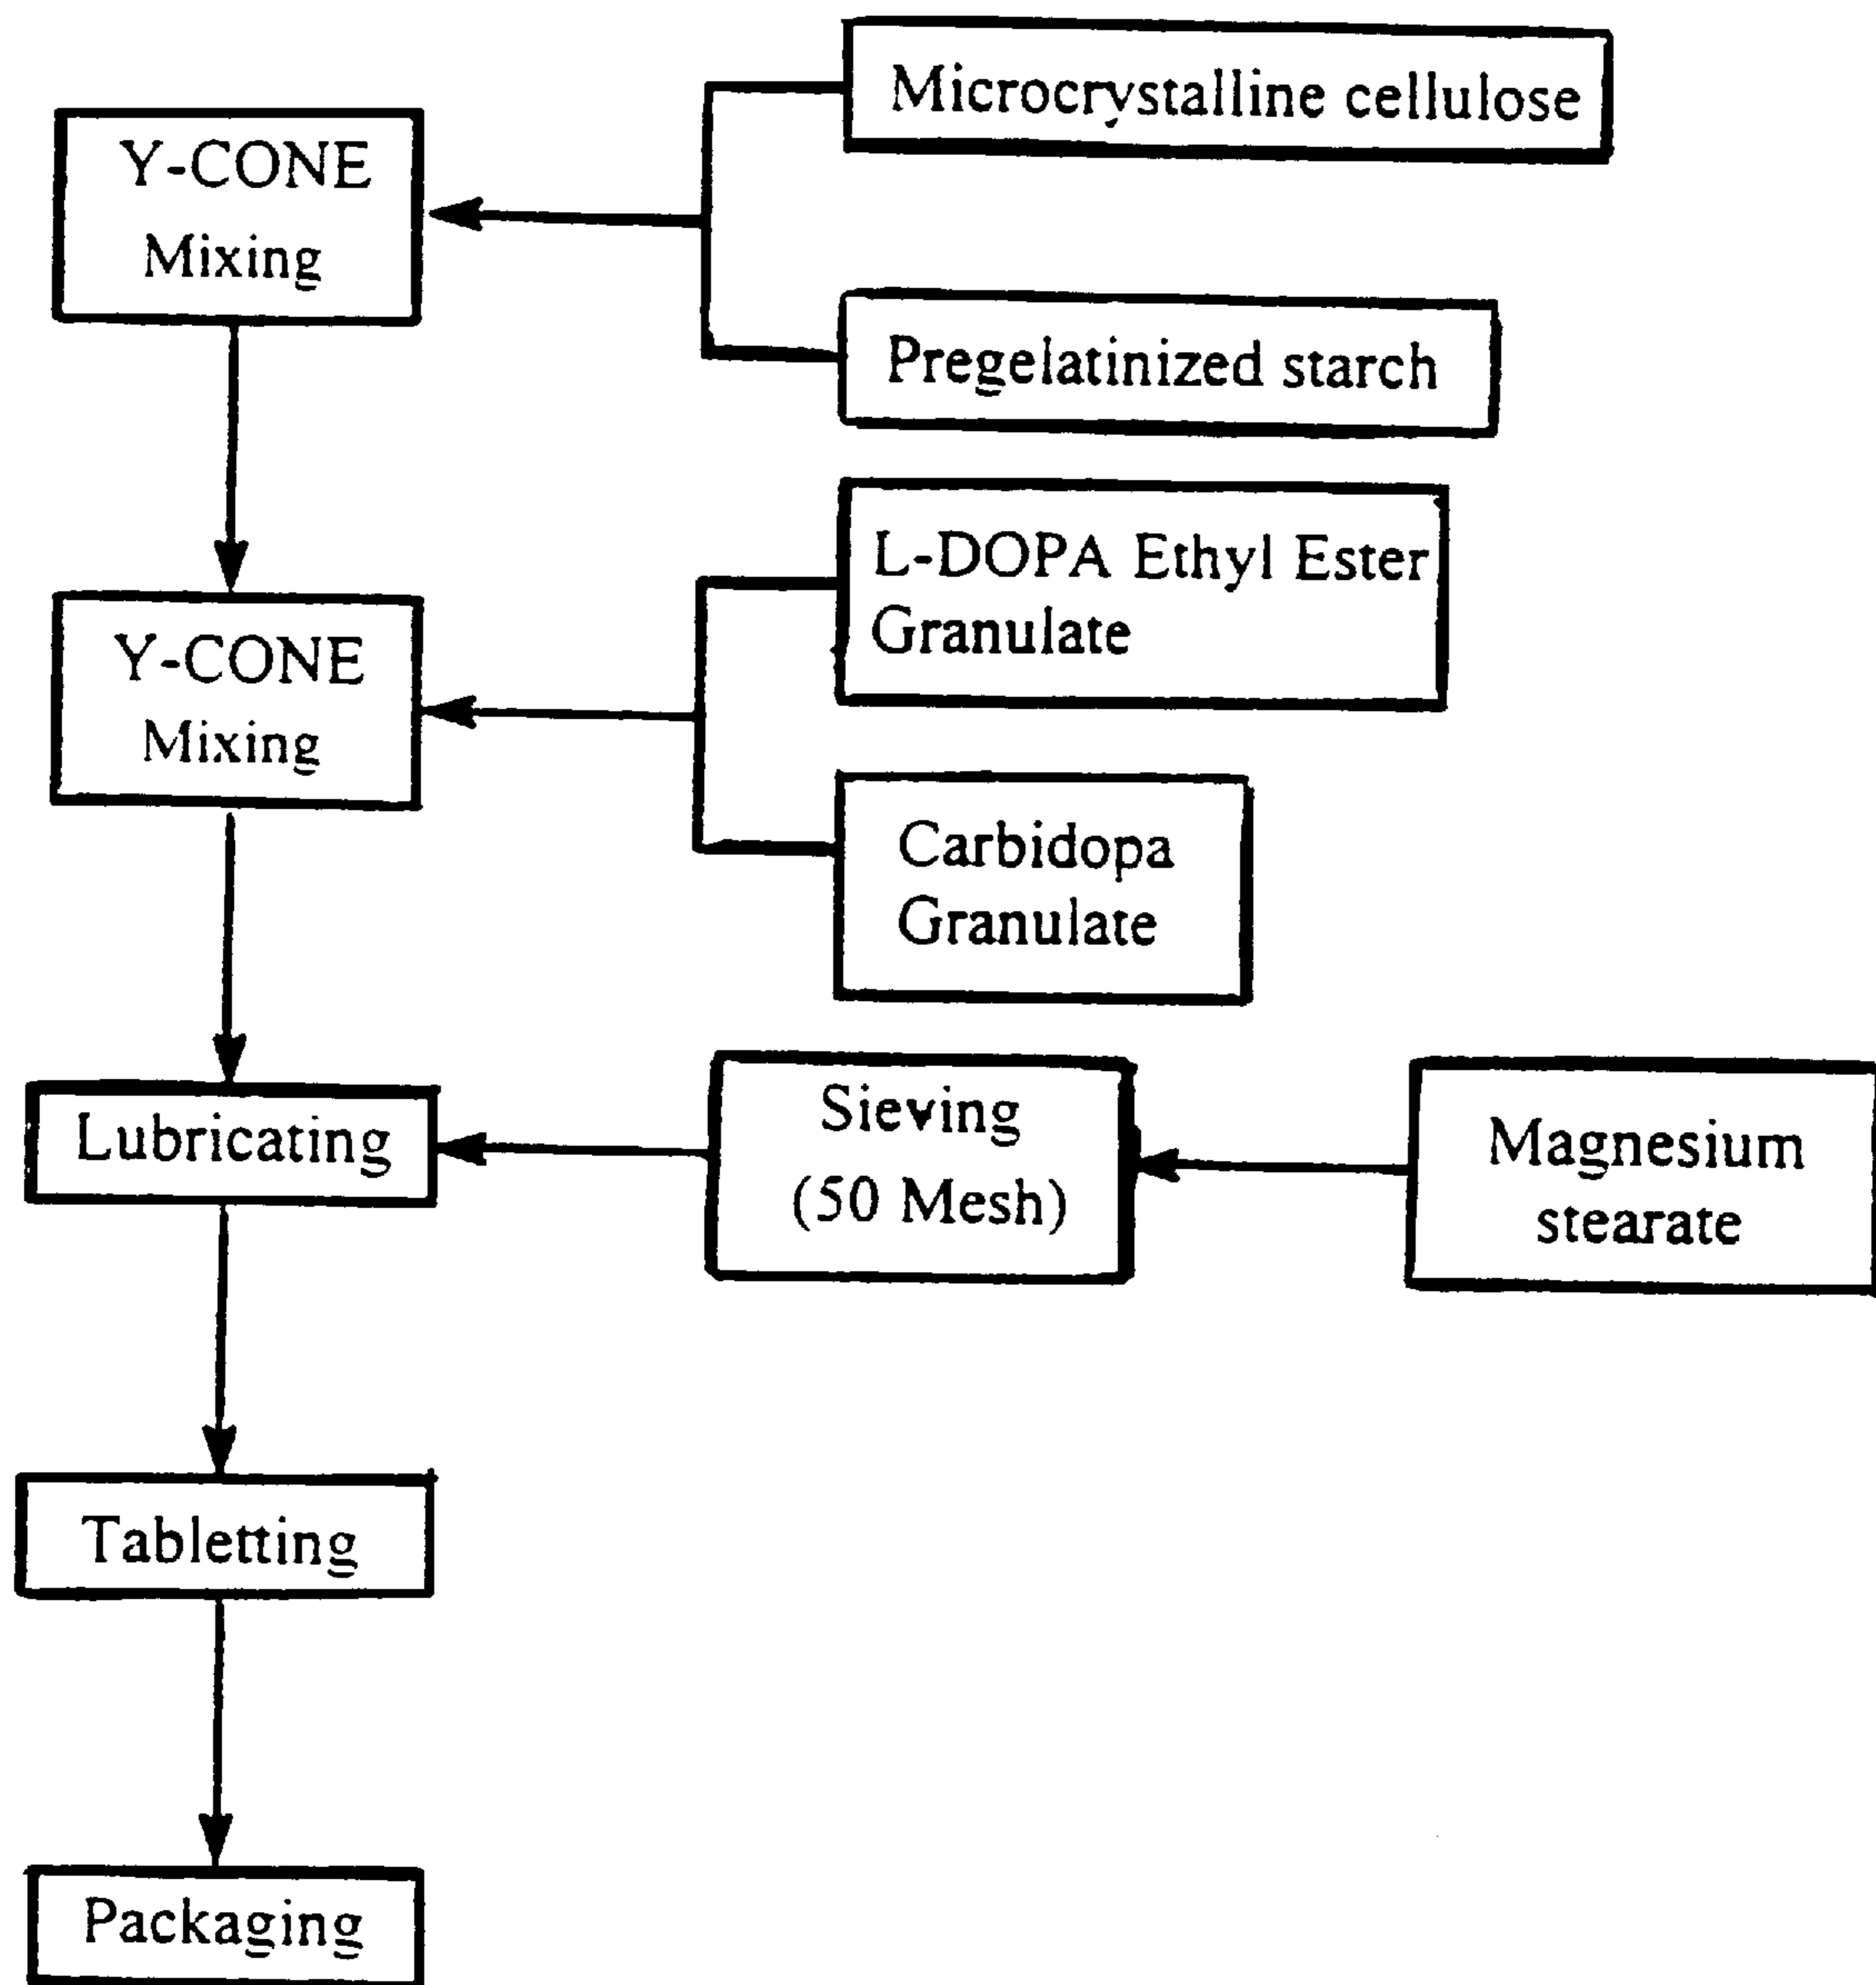 Microcrystalline cellulose
Y-CONE
Mixing
Pregelatinized starch
L-DOPA Ethyl Ester
Granulate
Y-CONE
Mixing
Carbidopa
Granulate
Lubricating
Sieving
(50 Mesh)
Magnesium
stearate
Tabletting
Packaging